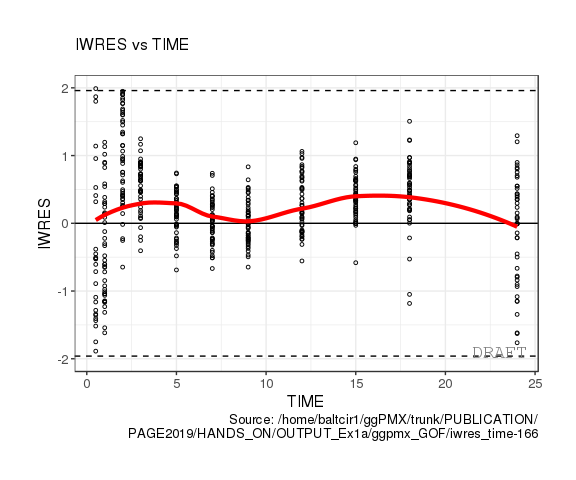 IWRES vs TIME
IWRES
2
1
0
-1
-2
DRAFT
0 5 10 15 20 25
TIME
Source: /home/baltcir1/ggPMX/trunk/PUBLICATION/
PAGE2019/HANDS_ON/OUTPUT_Ex1a/ggpmx_GOF/iwres_time-166